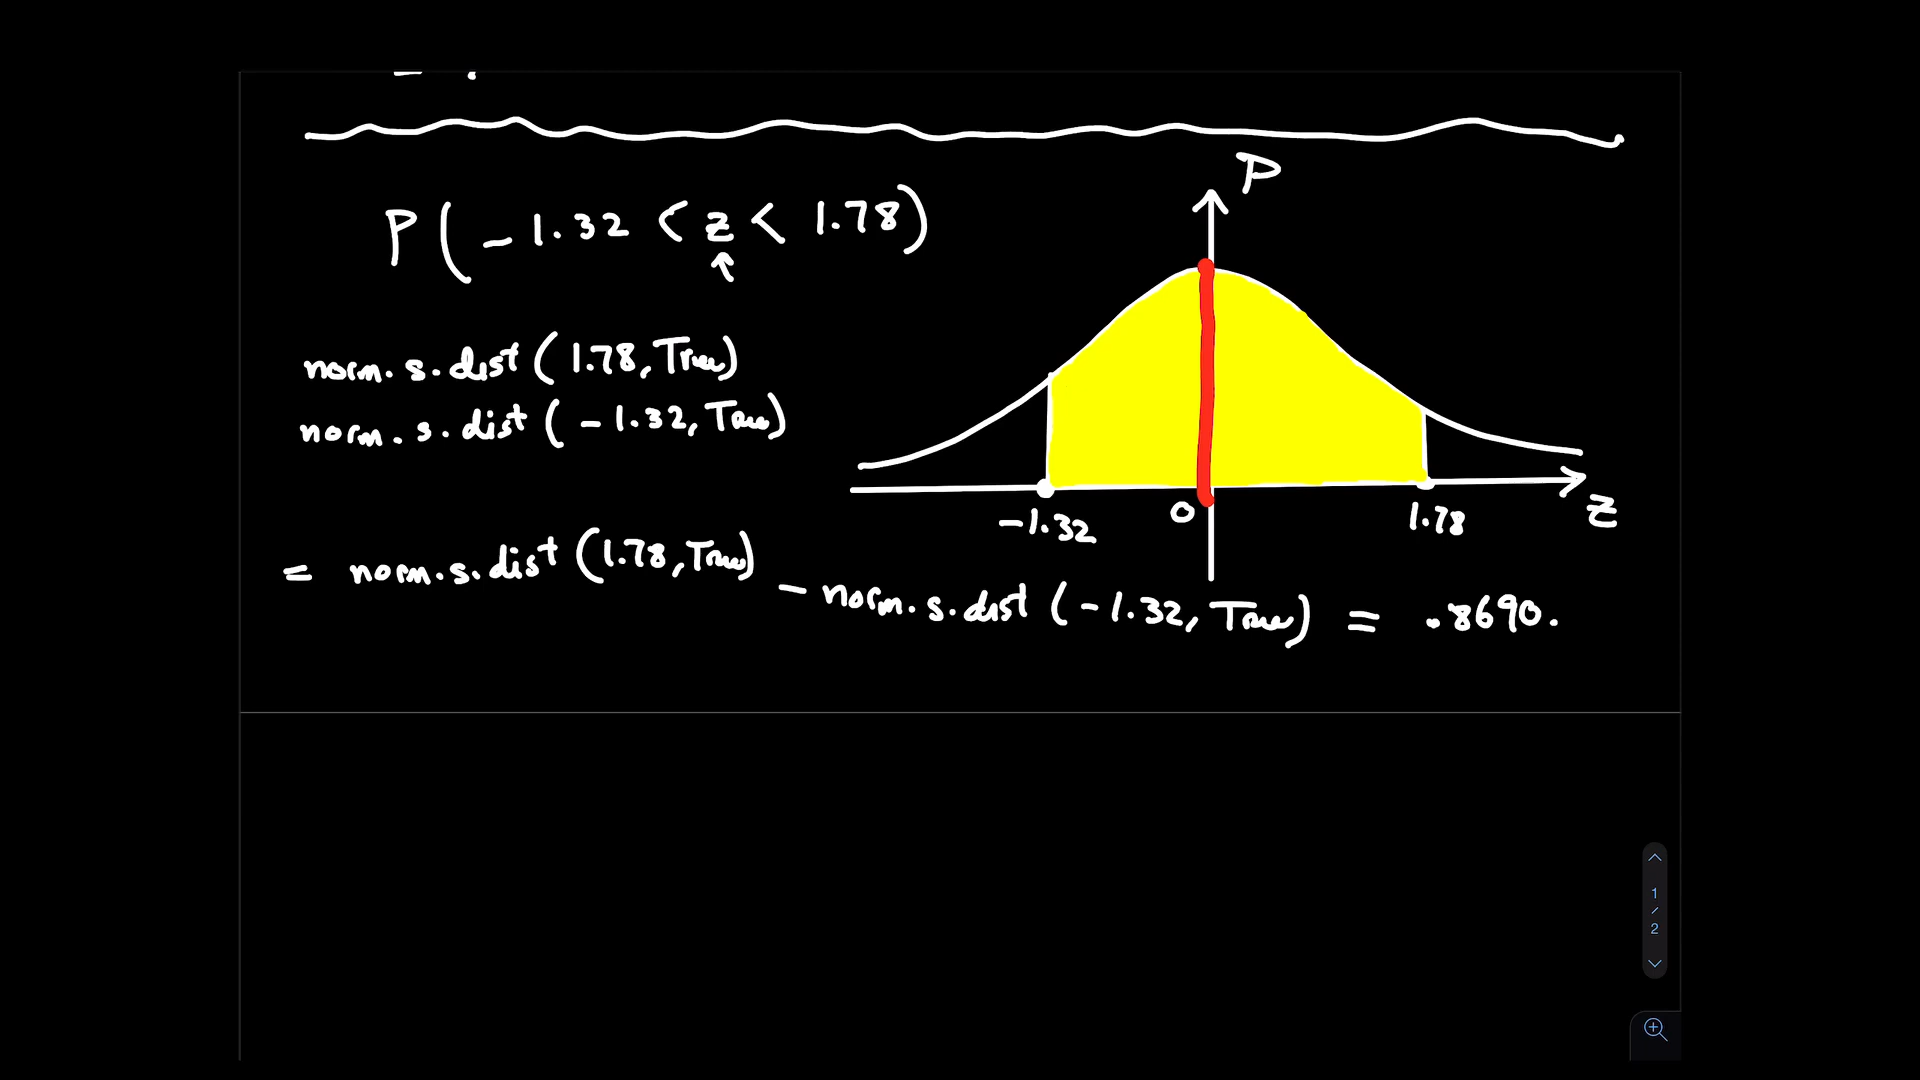 P(-1.32 < z < 1.78)
↑
norm.s.dist(1.78,True)
norm.s.dist(-1.32,True)
= norm.s.dist(1.78,True)
- norm.s.dist(-1.32,True) = .8690.
P
-1.32
0
1.78
z
1
/
2